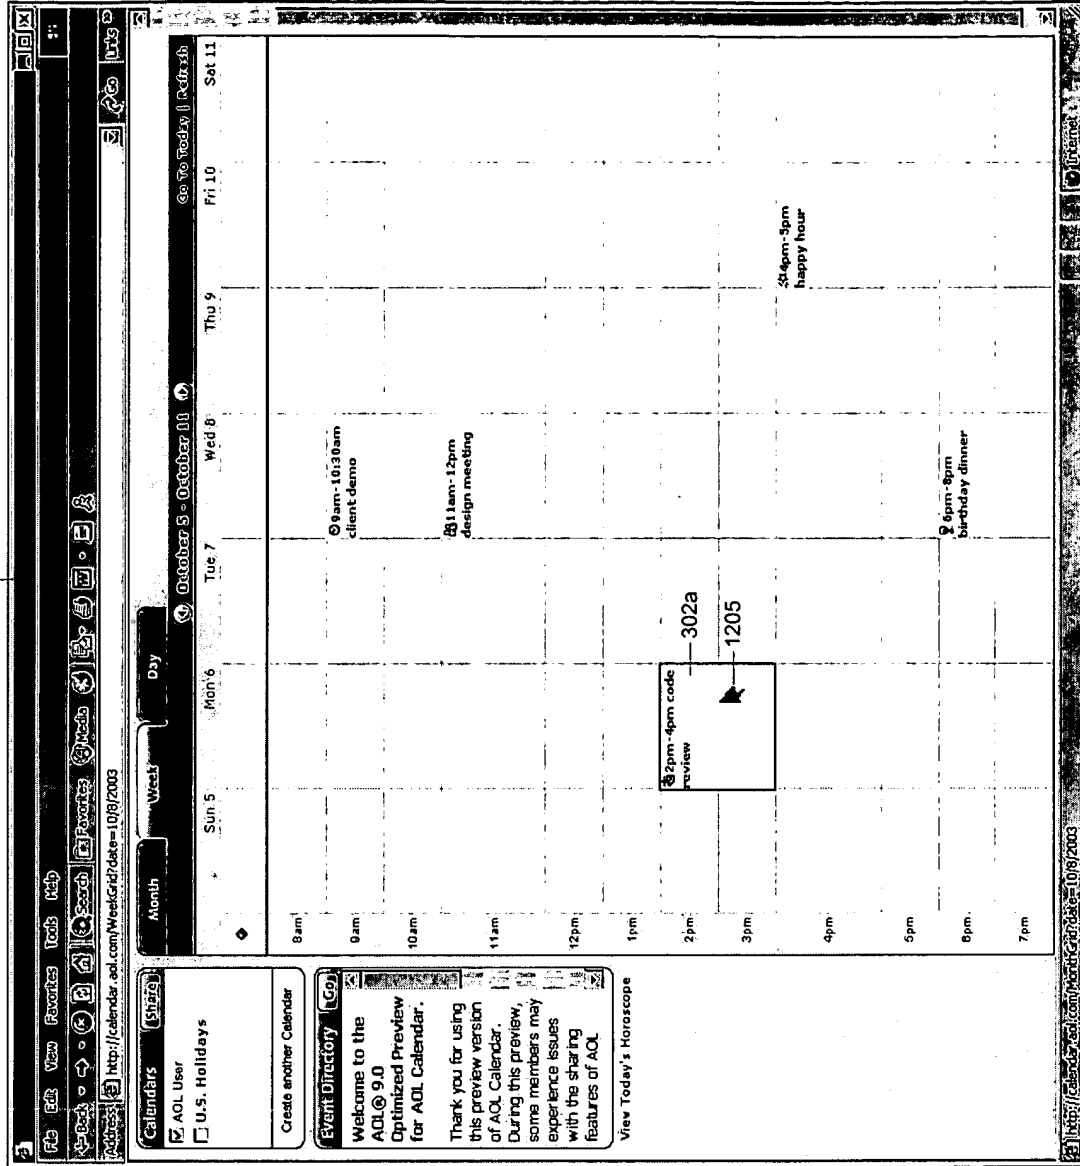 File Edit View Favorites Tools Help
Back Search Favorites Media
Address http://calendar.aol.com/WeekGrid?date=10/8/2003 Go Links
Calendars Share
AOL User
U.S. Holidays
Create another Calendar
Event Directory Go
Welcome to the
AOL® 9.0
Optimized Preview
for AOL Calendar.
Thank you for using
this preview version
of AOL Calendar.
During this preview,
some members may
experience issues
with the sharing
features of AOL
View Today's Horoscope
Month Week Day
October 5 - October 11 Go To Today | Refresh
Sun 5 Mon 6 Tue 7 Wed 8 Thu 9 Fri 10 Sat 11
8am
9am
9am-10:30am
client demo
10am
11am
11am-12pm
design meeting
12pm
1pm
2pm
2pm-4pm code
review
302a
3pm
1205
4pm
4pm-5pm
happy hour
5pm
6pm
6pm-8pm
birthday dinner
7pm
http://calendar.aol.com/MonthGrid?date=10/8/2003 Internet